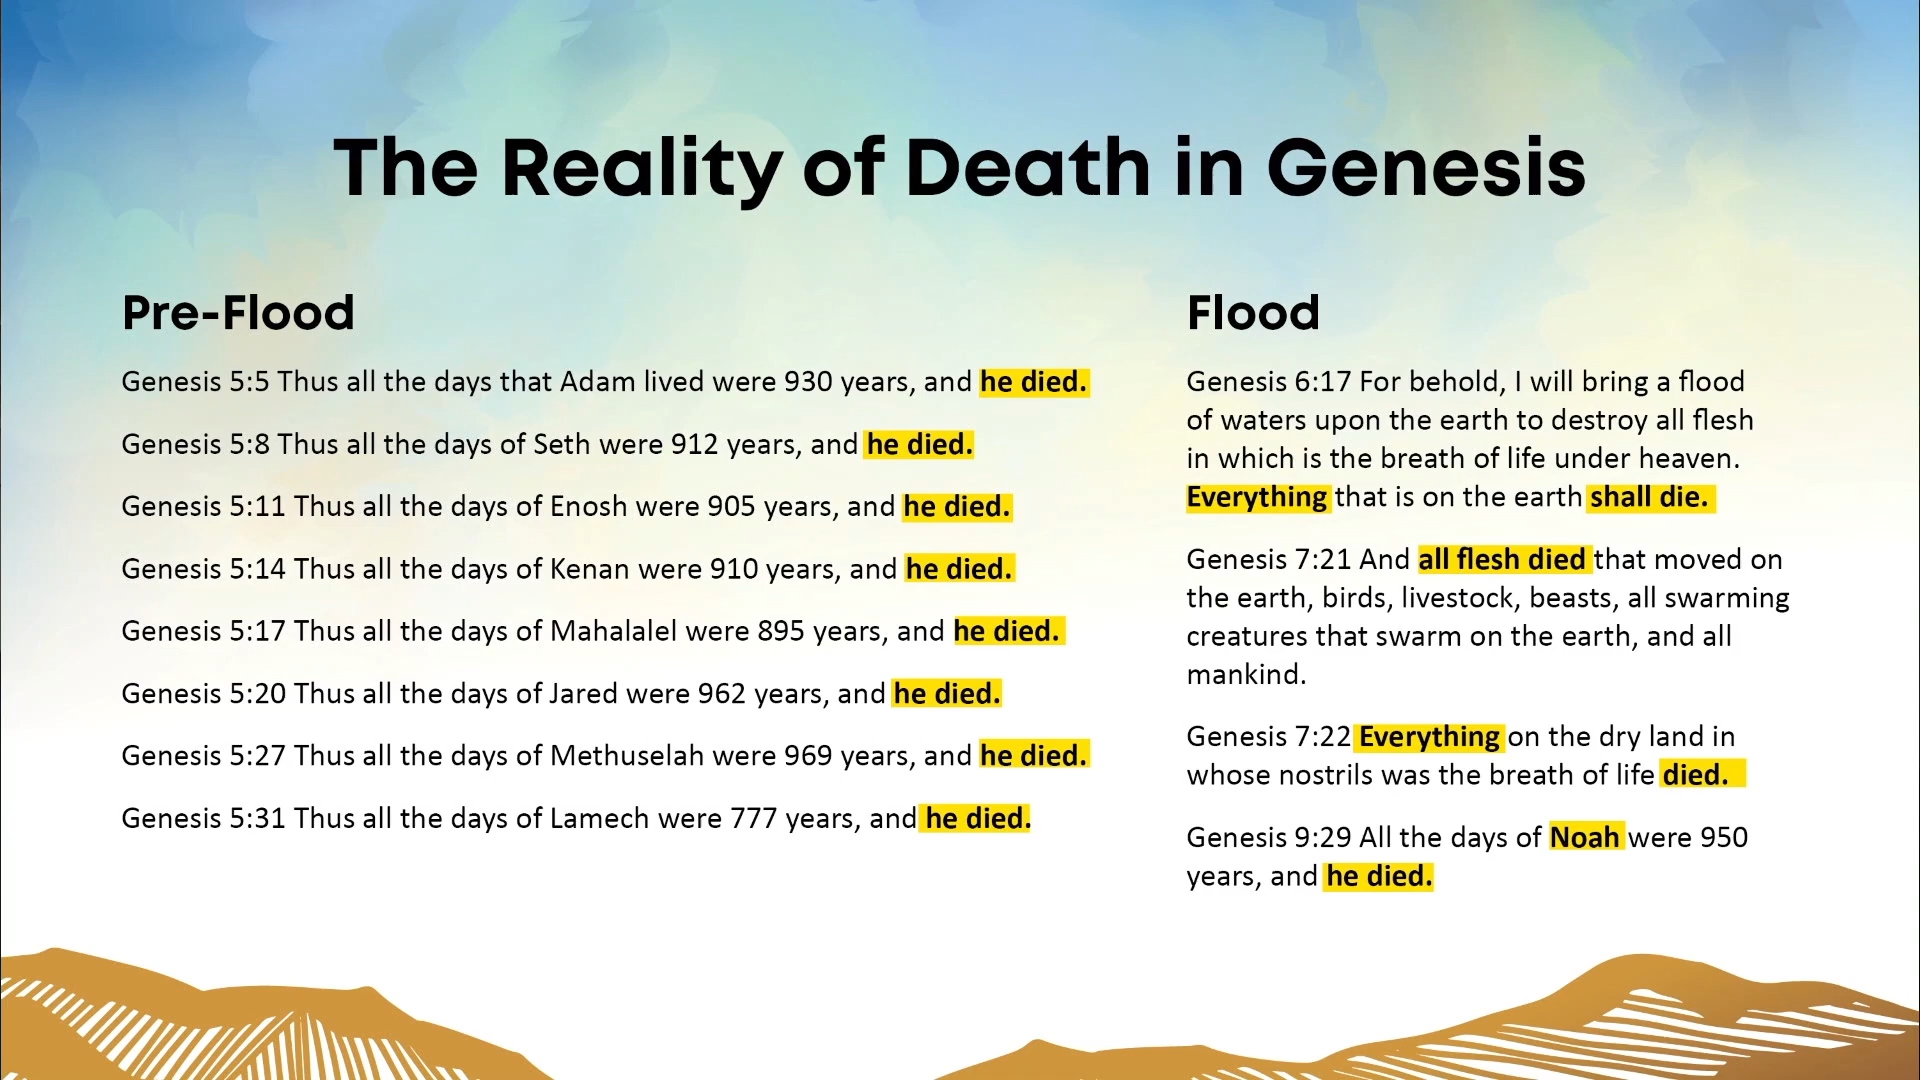 The Reality of Death in Genesis
Pre-Flood
Genesis 5:5 Thus all the days that Adam lived were 930 years, and he died.
Genesis 5:8 Thus all the days of Seth were 912 years, and he died.
Genesis 5:11 Thus all the days of Enosh were 905 years, and he died.
Genesis 5:14 Thus all the days of Kenan were 910 years, and he died.
Genesis 5:17 Thus all the days of Mahalalel were 895 years, and he died.
Genesis 5:20 Thus all the days of Jared were 962 years, and he died.
Genesis 5:27 Thus all the days of Methuselah were 969 years, and he died.
Genesis 5:31 Thus all the days of Lamech were 777 years, and he died.
Flood
Genesis 6:17 For behold, I will bring a flood
of waters upon the earth to destroy all flesh
in which is the breath of life under heaven.
Everything that is on the earth shall die.
Genesis 7:21 And all flesh died that moved on
the earth, birds, livestock, beasts, all swarming
creatures that swarm on the earth, and all
mankind.
Genesis 7:22 Everything on the dry land in
whose nostrils was the breath of life died.
Genesis 9:29 All the days of Noah were 950
years, and he died.